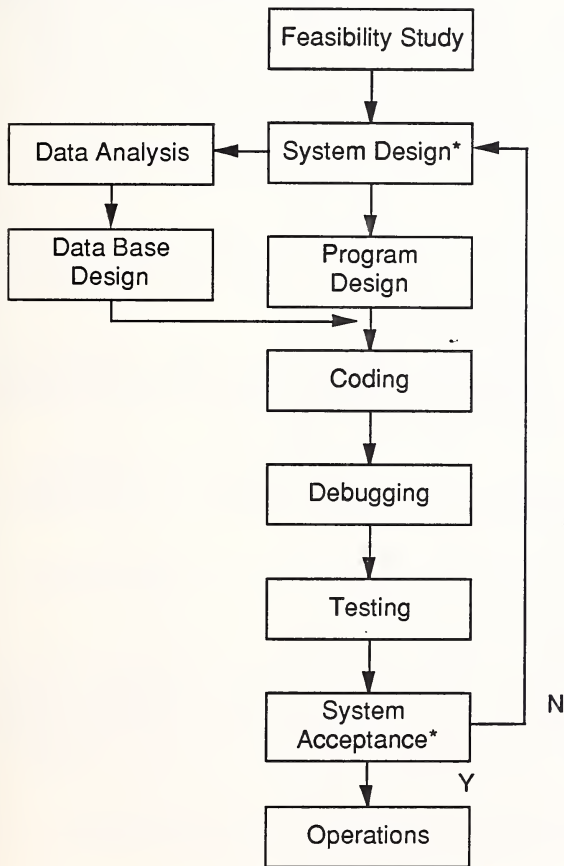 Feasibility Study
Data Analysis
System Design*
Data Base
Design
Program
Design
Coding
Debugging
Testing
System
Acceptance*
N
Y
Operations